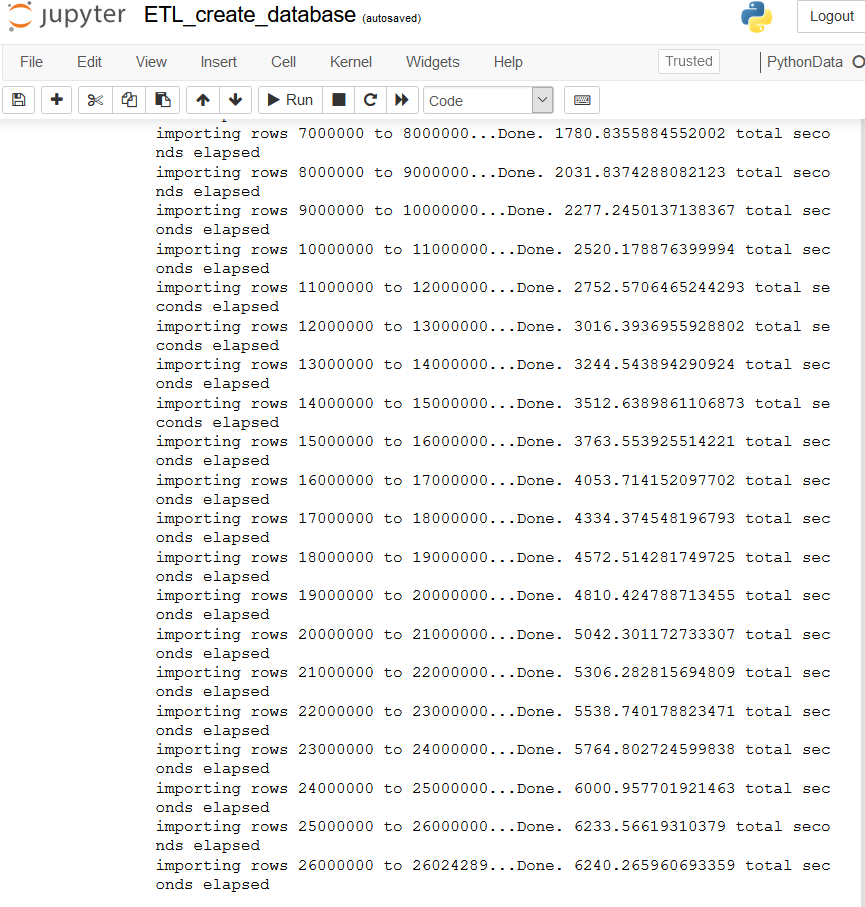 jupyter ETL_create_database (autosaved)
Logout
File Edit View Insert Cell Kernel Widgets Help
Trusted
PythonData
Run
Code
importing rows 7000000 to 8000000...Done. 1780.8355884552002 total seco
nds elapsed
importing rows 8000000 to 9000000...Done. 2031.8374288082123 total seco
nds elapsed
importing rows 9000000 to 10000000...Done. 2277.2450137138367 total sec
onds elapsed
importing rows 10000000 to 11000000...Done. 2520.178876399994 total sec
onds elapsed
importing rows 11000000 to 12000000...Done. 2752.5706465244293 total se
conds elapsed
importing rows 12000000 to 13000000...Done. 3016.3936955928802 total se
conds elapsed
importing rows 13000000 to 14000000...Done. 3244.543894290924 total sec
onds elapsed
importing rows 14000000 to 15000000...Done. 3512.6389861106873 total se
conds elapsed
importing rows 15000000 to 16000000...Done. 3763.553925514221 total sec
onds elapsed
importing rows 16000000 to 17000000...Done. 4053.714152097702 total sec
onds elapsed
importing rows 17000000 to 18000000...Done. 4334.374548196793 total sec
onds elapsed
importing rows 18000000 to 19000000...Done. 4572.514281749725 total sec
onds elapsed
importing rows 19000000 to 20000000...Done. 4810.424788713455 total sec
onds elapsed
importing rows 20000000 to 21000000...Done. 5042.301172733307 total sec
onds elapsed
importing rows 21000000 to 22000000...Done. 5306.282815694809 total sec
onds elapsed
importing rows 22000000 to 23000000...Done. 5538.740178823471 total sec
onds elapsed
importing rows 23000000 to 24000000...Done. 5764.802724599838 total sec
onds elapsed
importing rows 24000000 to 25000000...Done. 6000.957701921463 total sec
onds elapsed
importing rows 25000000 to 26000000...Done. 6233.56619310379 total seco
nds elapsed
importing rows 26000000 to 26024289...Done. 6240.265960693359 total sec
onds elapsed